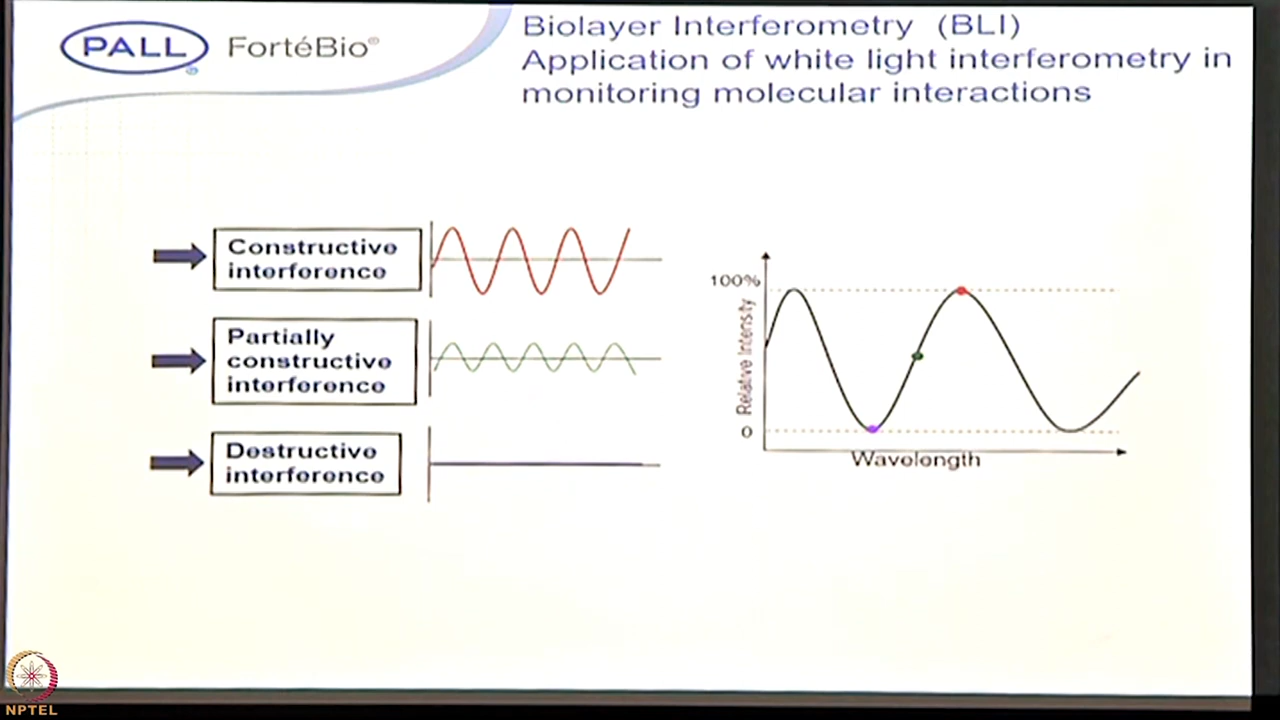 PALL
®
FortéBio®
Biolayer Interferometry (BLI)
Application of white light interferometry in
monitoring molecular interactions
Constructive
interference
Partially
constructive
interference
Destructive
interference
100%
Relative Intensity
0
Wavelength
NPTEL